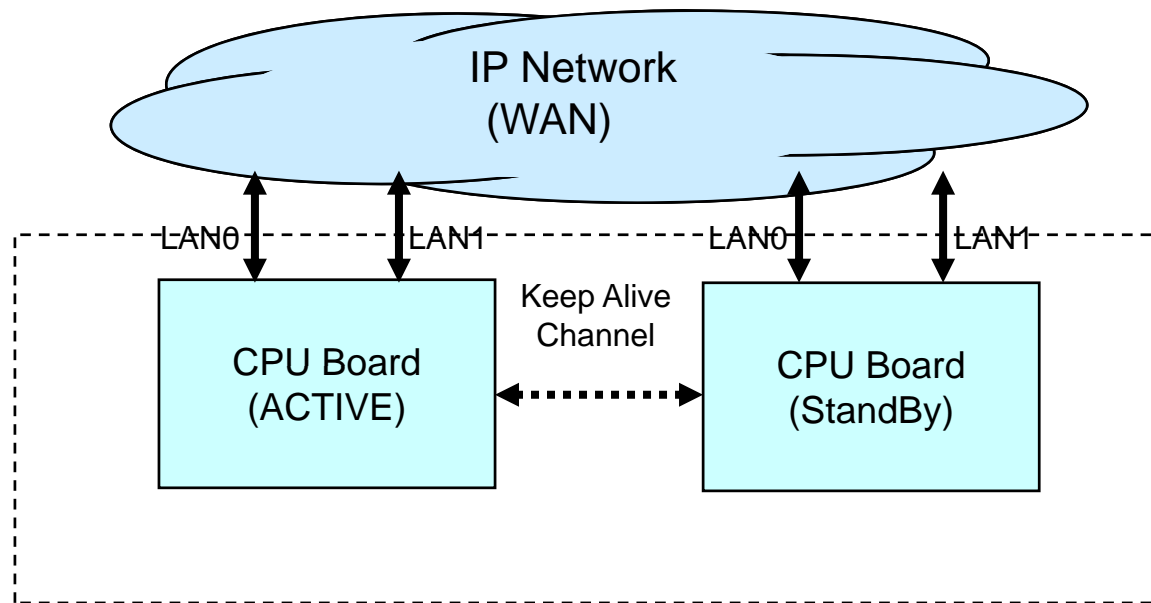 IP Network
(WAN)
LAN0
LAN1
LAN0
LAN1
Keep Alive
Channel
CPU Board
(ACTIVE)
CPU Board
(StandBy)